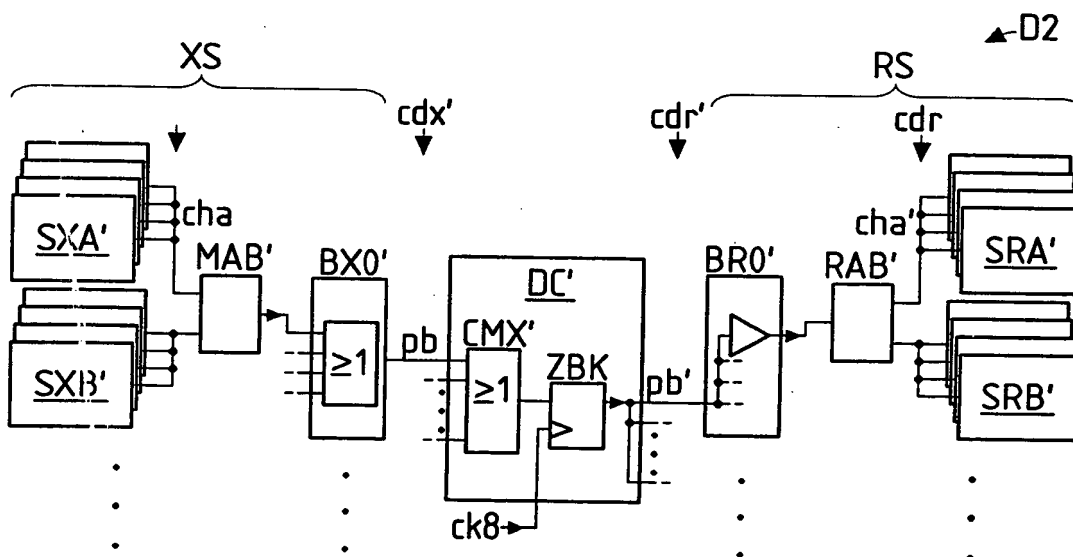 D2
XS
RS
cdx'
cdr'
cdr
cha
cha'
SXA'
MAB'
BX0'
DC'
BR0'
RAB'
SRA'
CMX'
pb
ZBK
pb'
≥1
≥1
SXB'
SRB'
ck8